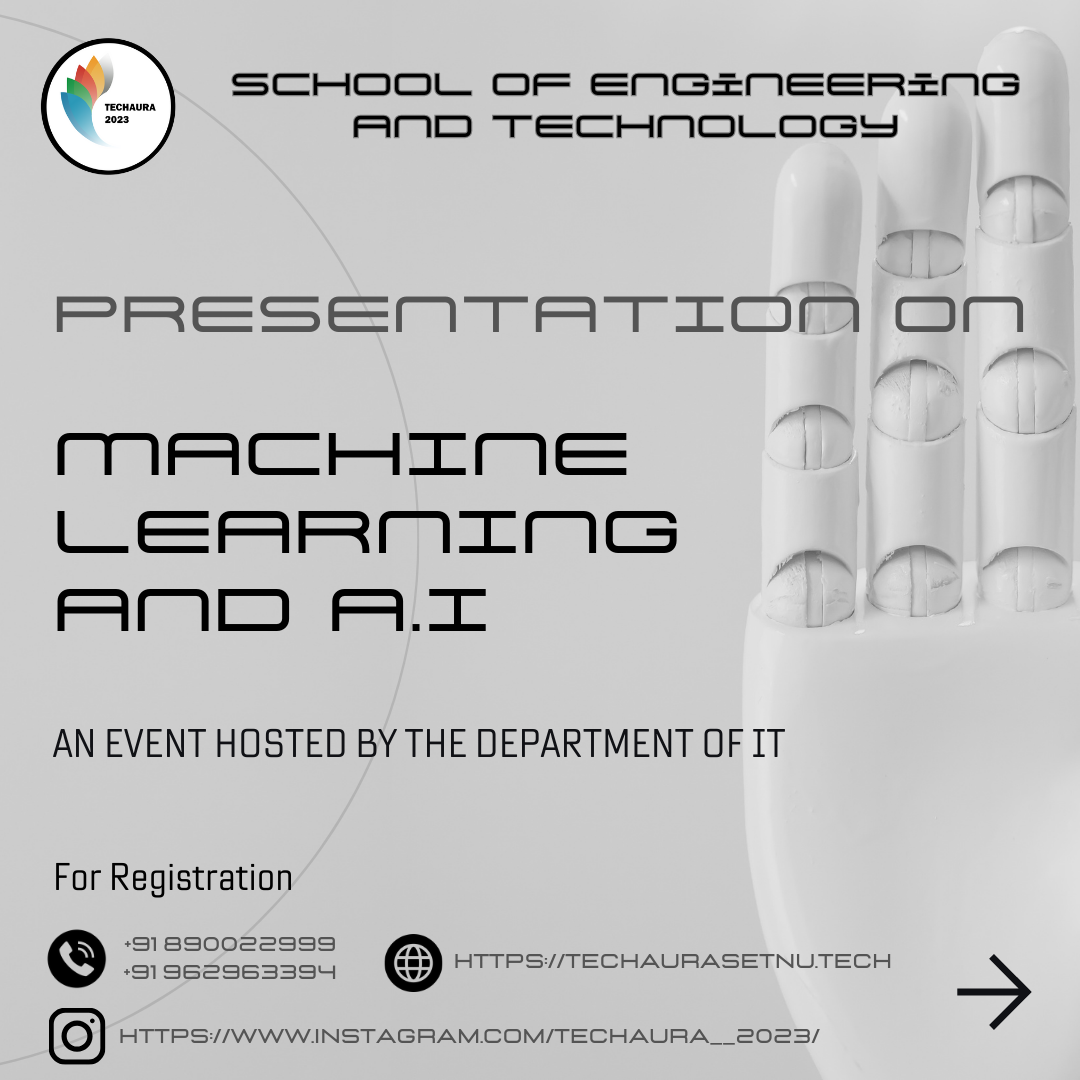 TECHAURA
2023
SCHOOL OF ENGINEERING
AND TECHNOLOGY
PRESENTATION ON
MACHINE
LEARNING
AND A.I
AN EVENT HOSTED BY THE DEPARTMENT OF IT
For Registration
+91 890022999
+91 962963394
HTTPS://TECHAURASETNU.TECH
HTTPS://WWW.INSTAGRAM.COM/TECHAURA__2023/